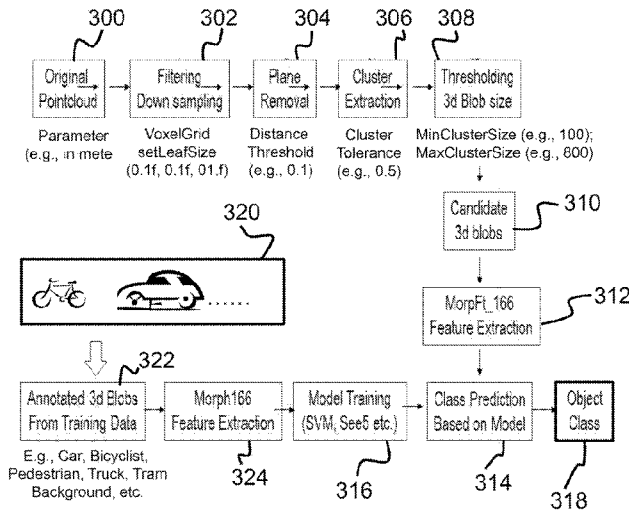 300
302
304
306
308
Original
Pointcloud
Filtering
Down sampling
Plane
Removal
Cluster
Extraction
Thresholding
3d Blob size
Parameter
(e.g., in mete
VoxelGrid
setLeafSize
(0.1f, 0.1f, 01.f)
Distance
Threshold
(e.g., 0.1)
Cluster
Tolerance
(e.g., 0.5)
MinClusterSize (e.g., 100);
MaxClusterSize (e.g., 800)
Candidate
3d blobs
310
320
......
MorpFt_166
Feature Extraction
312
322
Annotated 3d Blobs
From Training Data
Morph166
Feature Extraction
Model Training
(SVM, See5 etc.)
Class Prediction
Based on Model
Object
Class
E.g., Car, Bicyclist,
Pedestrian, Truck, Tram
Background, etc.
324
316
314
318